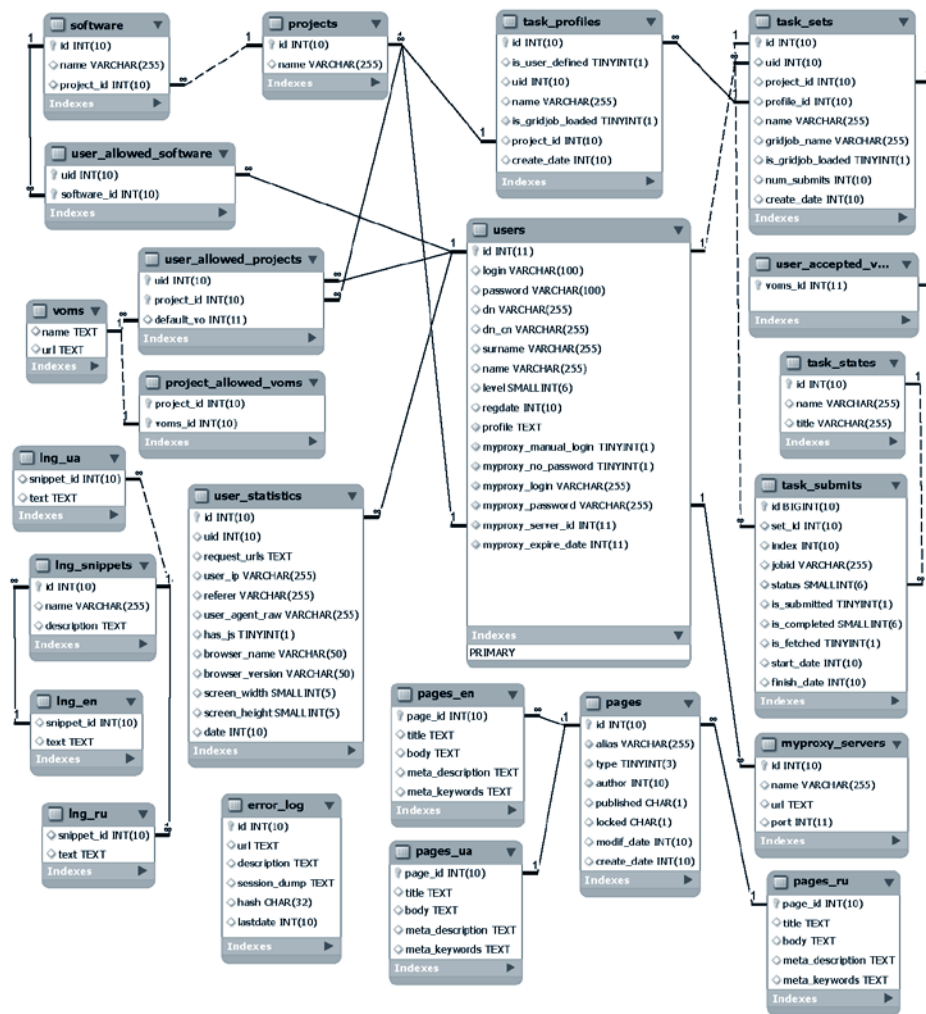 software
id INT(10)
name VARCHAR(255)
project_id INT(10)
Indexes
projects
id INT(10)
name VARCHAR(255)
Indexes
task_profiles
id INT(10)
is_user_defined TINYINT(1)
uid INT(10)
name VARCHAR(255)
is_gridjob_loaded TINYINT(1)
project_id INT(10)
create_date INT(10)
Indexes
task_sets
id INT(10)
uid INT(10)
project_id INT(10)
profile_id INT(10)
name VARCHAR(255)
gridjob_name VARCHAR(255)
is_gridjob_loaded TINYINT(1)
num_submits INT(10)
create_date INT(10)
Indexes
user_allowed_software
uid INT(10)
software_id INT(10)
Indexes
users
id INT(11)
login VARCHAR(100)
password VARCHAR(100)
dn VARCHAR(255)
dn_cn VARCHAR(255)
surname VARCHAR(255)
name VARCHAR(255)
level SMALLINT(6)
regdate INT(10)
profile TEXT
myproxy_manual_login TINYINT(1)
myproxy_no_password TINYINT(1)
myproxy_login VARCHAR(255)
myproxy_password VARCHAR(255)
myproxy_server_id INT(11)
myproxy_expire_date INT(11)
Indexes
PRIMARY
user_allowed_projects
uid INT(10)
project_id INT(10)
default_vo INT(11)
Indexes
user_accepted_v...
voms_id INT(11)
Indexes
voms
name TEXT
url TEXT
Indexes
project_allowed_voms
project_id INT(10)
voms_id INT(10)
Indexes
task_states
id INT(10)
name VARCHAR(255)
title VARCHAR(255)
Indexes
lng_ua
snippet_id INT(10)
text TEXT
Indexes
user_statistics
id INT(10)
uid INT(10)
request_urls TEXT
user_ip VARCHAR(255)
referer VARCHAR(255)
user_agent_raw VARCHAR(255)
has_js TINYINT(1)
browser_name VARCHAR(50)
browser_version VARCHAR(50)
screen_width SMALLINT(5)
screen_height SMALLINT(5)
date INT(10)
Indexes
task_submits
id BIGINT(10)
set_id INT(10)
index INT(10)
jobid VARCHAR(255)
status SMALLINT(6)
is_submitted TINYINT(1)
is_completed SMALLINT(6)
is_fetched TINYINT(1)
start_date INT(10)
finish_date INT(10)
Indexes
lng_snippets
id INT(10)
name VARCHAR(255)
description TEXT
Indexes
lng_en
snippet_id INT(10)
text TEXT
Indexes
pages_en
page_id INT(10)
title TEXT
body TEXT
meta_description TEXT
meta_keywords TEXT
Indexes
pages
id INT(10)
alias VARCHAR(255)
type TINYINT(3)
author INT(10)
published CHAR(1)
locked CHAR(1)
modif_date INT(10)
create_date INT(10)
Indexes
myproxy_servers
id INT(10)
name VARCHAR(255)
url TEXT
port INT(11)
Indexes
lng_ru
snippet_id INT(10)
text TEXT
Indexes
error_log
id INT(10)
url TEXT
description TEXT
session_dump TEXT
hash CHAR(32)
lastdate INT(10)
Indexes
pages_ua
page_id INT(10)
title TEXT
body TEXT
meta_description TEXT
meta_keywords TEXT
Indexes
pages_ru
page_id INT(10)
title TEXT
body TEXT
meta_description TEXT
meta_keywords TEXT
Indexes